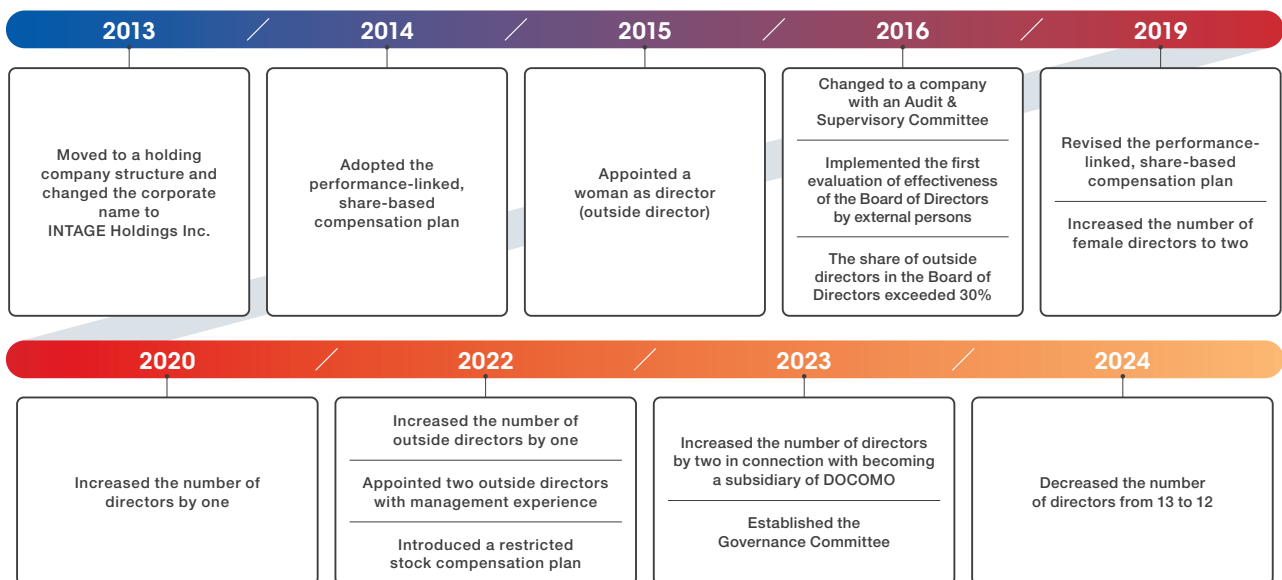 2013
2014
2015
2016
2019
Moved to a holding
company structure and
changed the corporate
name to
INTAGE Holdings Inc.
Adopted the
performance-linked,
share-based
compensation plan
Appointed a
woman as director
(outside director)
Changed to a company
with an Audit &
Supervisory Committee
Implemented the first
evaluation of effectiveness
of the Board of Directors
by external persons
The share of outside
directors in the Board of
Directors exceeded 30%
Revised the performance-
linked, share-based
compensation plan
Increased the number of
female directors to two
2020
2022
2023
2024
Increased the number of
directors by one
Increased the number of
outside directors by one
Appointed two outside directors
with management experience
Introduced a restricted
stock compensation plan
Increased the number of directors
by two in connection with becoming
a subsidiary of DOCOMO
Established the
Governance Committee
Decreased the number
of directors from 13 to 12